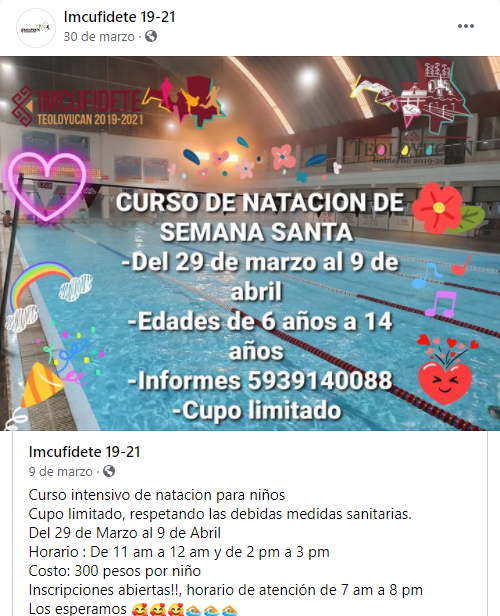 Imcufidete 19-21
30 de marzo ·
IMCUFIDETE
TEOLOYUCAN 2019-2021
TEOLOYUCAN
Gobierno 2019-2021
CURSO DE NATACION DE
SEMANA SANTA
-Del 29 de marzo al 9 de
abril
-Edades de 6 años a 14
años
-Informes 5939140088
-Cupo limitado
Imcufidete 19-21
9 de marzo ·
Curso intensivo de natacion para niños
Cupo limitado, respetando las debidas medidas sanitarias.
Del 29 de Marzo al 9 de Abril
Horario : De 11 am a 12 am y de 2 pm a 3 pm
Costo: 300 pesos por niño
Inscripciones abiertas!!, horario de atención de 7 am a 8 pm
Los esperamos 🥰🥰🥰🏊🏊🏊